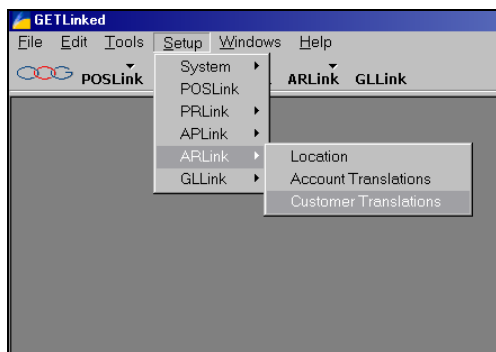 GETLinked
File Edit Tools Setup Windows Help
POSLink ARLink GLLink
System
POSLink
PRLink
APLink
ARLink
GLLink
Location
Account Translations
Customer Translations